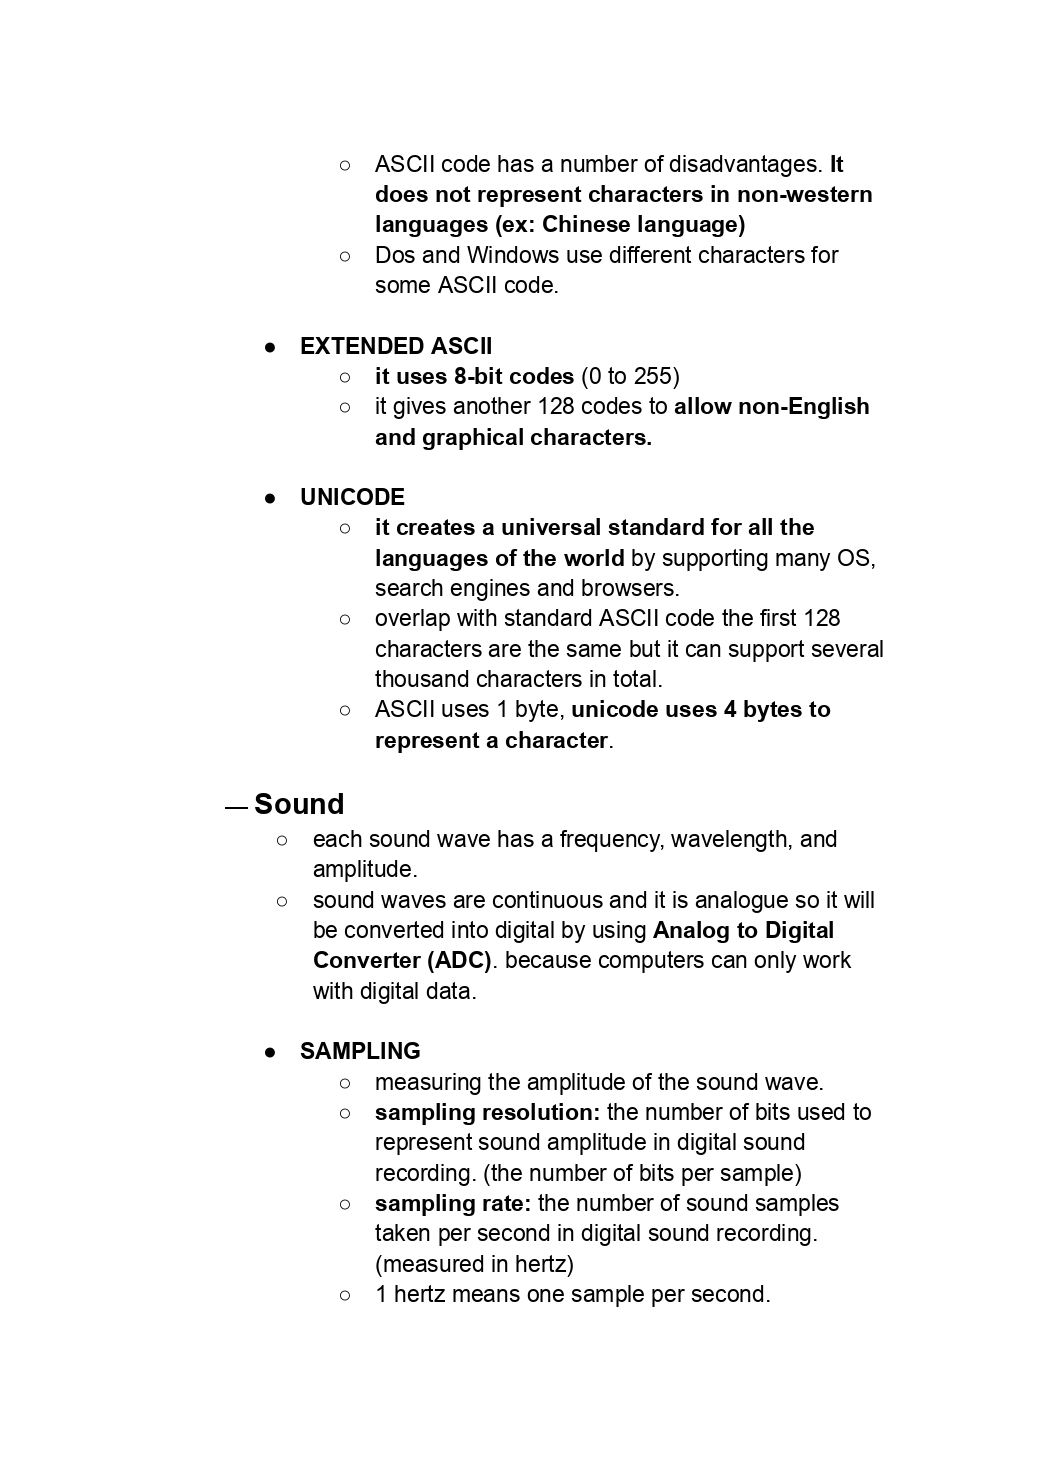 ○ ASCII code has a number of disadvantages. It
does not represent characters in non-western
languages (ex: Chinese language)
○ Dos and Windows use different characters for
some ASCII code.
● EXTENDED ASCII
○ it uses 8-bit codes (0 to 255)
○ it gives another 128 codes to allow non-English
and graphical characters.
● UNICODE
○ it creates a universal standard for all the
languages of the world by supporting many OS,
search engines and browsers.
○ overlap with standard ASCII code the first 128
characters are the same but it can support several
thousand characters in total.
○ ASCII uses 1 byte, unicode uses 4 bytes to
represent a character.
— Sound
○ each sound wave has a frequency, wavelength, and
amplitude.
○ sound waves are continuous and it is analogue so it will
be converted into digital by using Analog to Digital
Converter (ADC). because computers can only work
with digital data.
● SAMPLING
○ measuring the amplitude of the sound wave.
○ sampling resolution: the number of bits used to
represent sound amplitude in digital sound
recording. (the number of bits per sample)
○ sampling rate: the number of sound samples
taken per second in digital sound recording.
(measured in hertz)
○ 1 hertz means one sample per second.